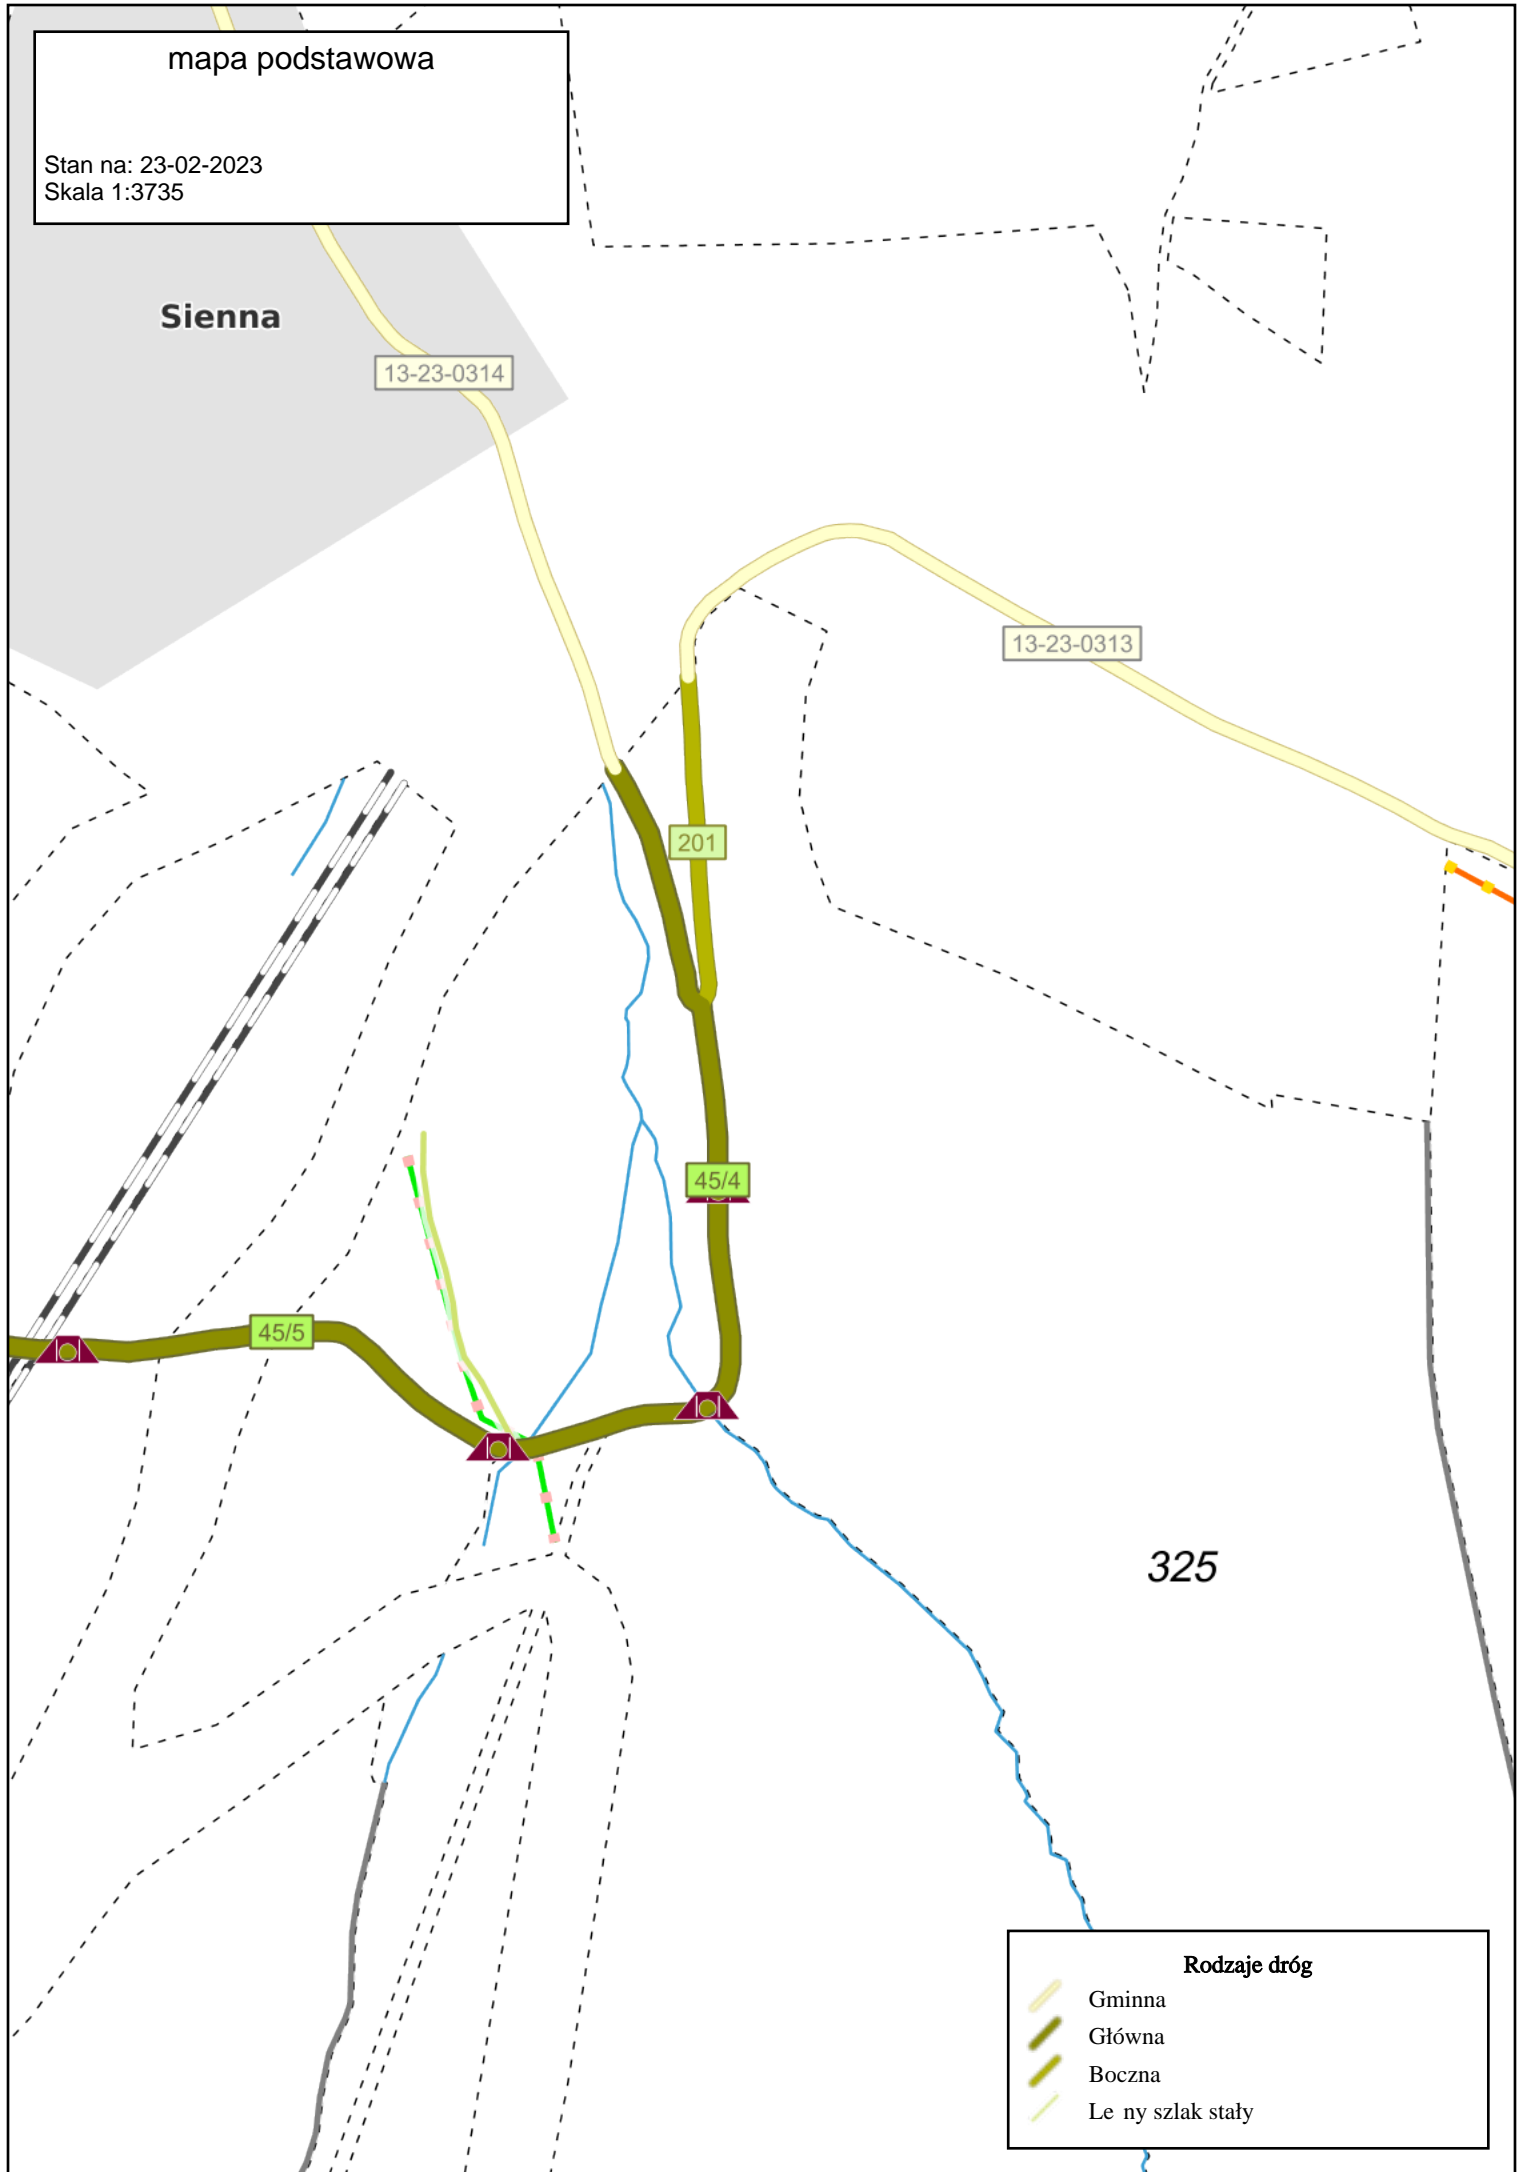 mapa podstawowa
Stan na: 23-02-2023
Skala 1:3735
Sienna
13-23-0314
13-23-0313
201
45/4
45/5
325
Rodzaje dróg
Gminna
Główna
Boczna
Le ny szlak stały